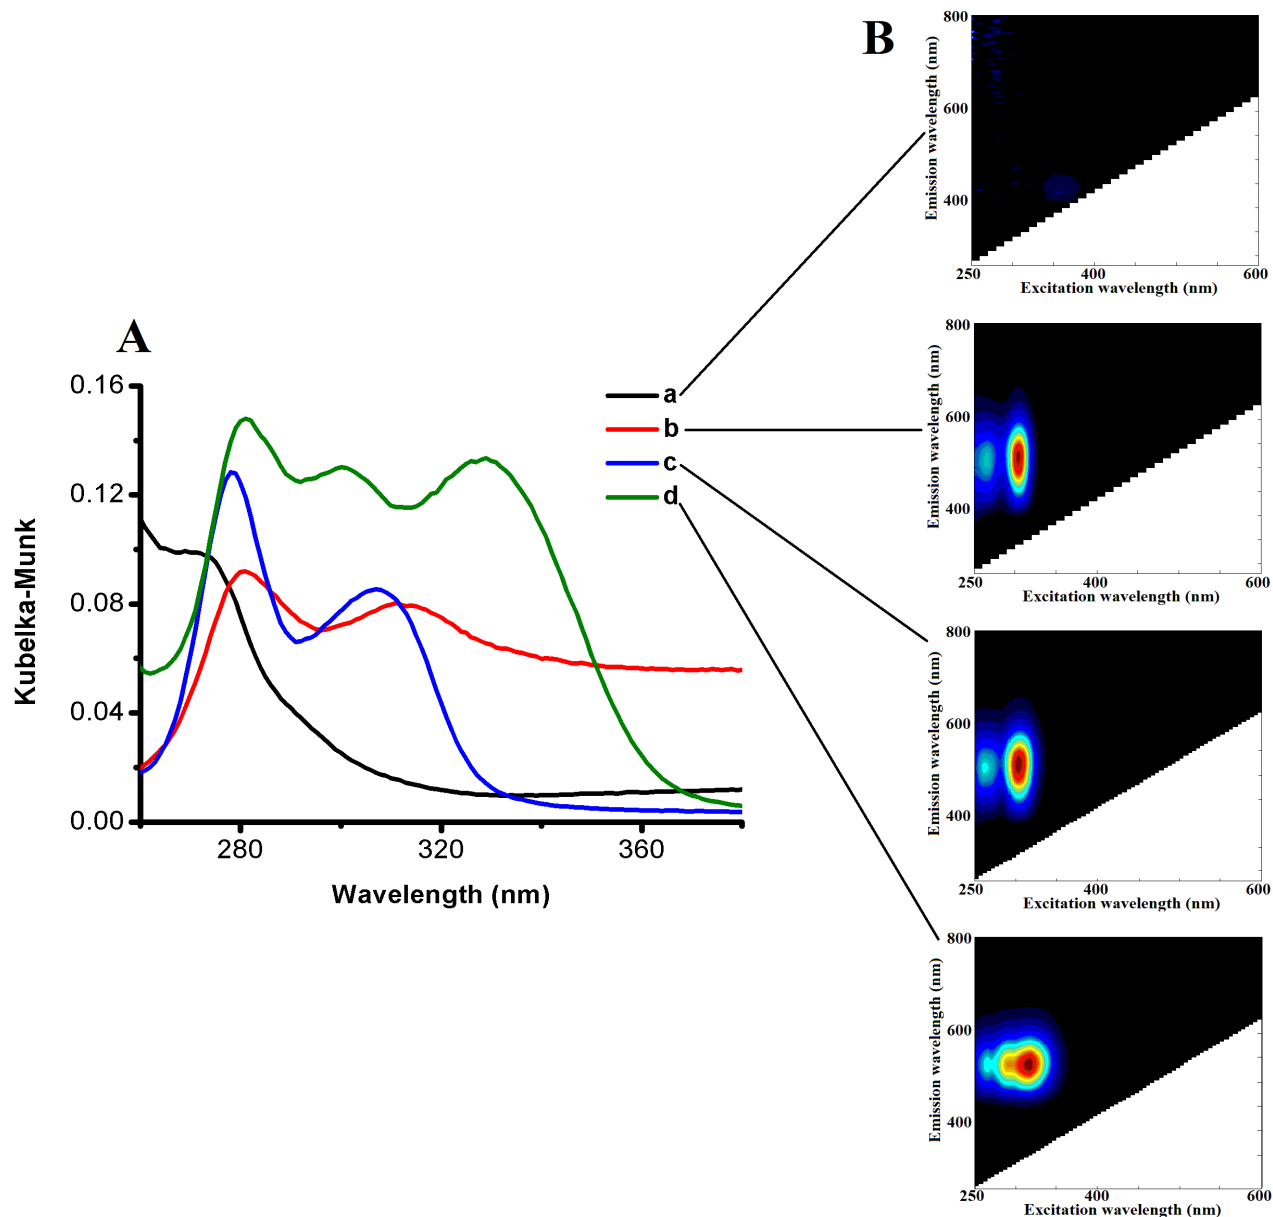 A
0.16
0.12
0.08
0.04
0.00
280
320
360
Kubelka-Munk
Wavelength (nm)
a
b
c
d
B
800
600
400
250
400
600
Emission wavelength (nm)
Excitation wavelength (nm)
800
600
400
250
400
600
Emission wavelength (nm)
Excitation wavelength (nm)
800
600
400
250
400
600
Emission wavelength (nm)
Excitation wavelength (nm)
800
600
400
250
400
600
Emission wavelength (nm)
Excitation wavelength (nm)